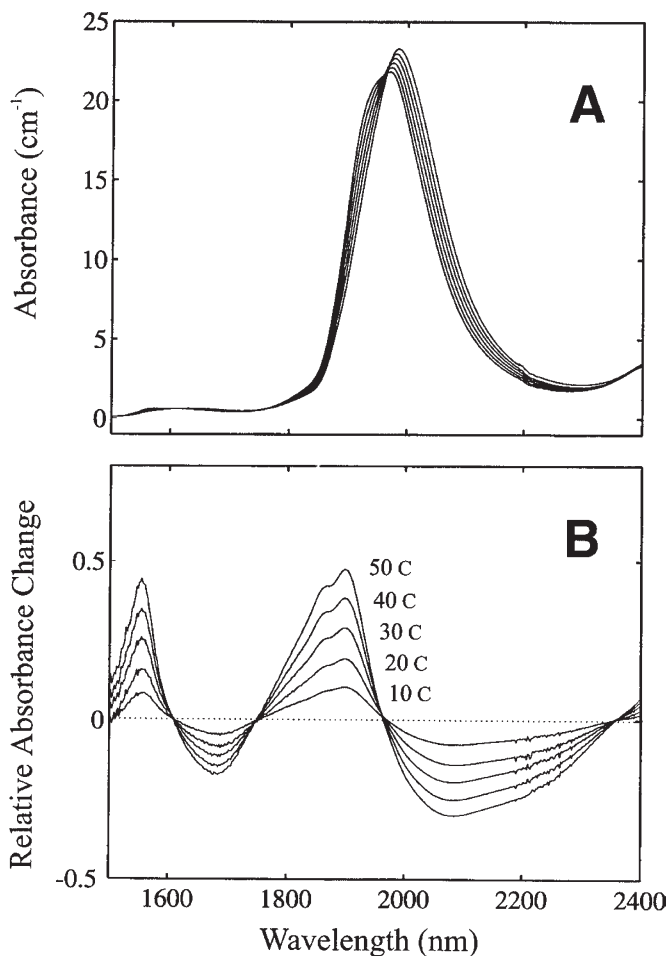 25
20
15
10
5
0
Absorbance (cm⁻¹)
A
0.5
0
-0.5
Relative Absorbance Change
B
50 C
40 C
30 C
20 C
10 C
1600
1800
2000
2200
2400
Wavelength (nm)